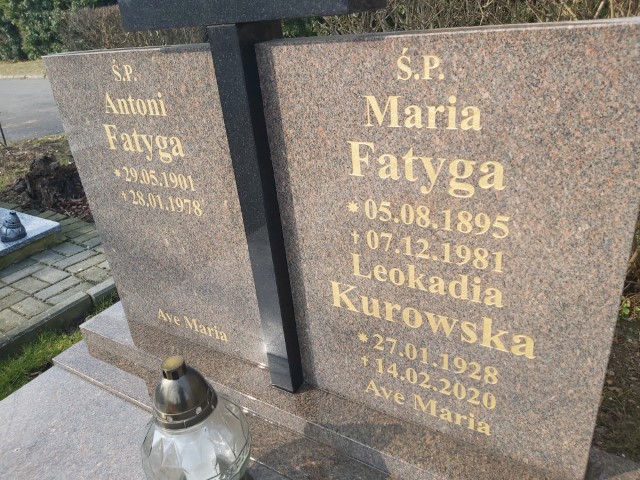 Ś.P.
Antoni
Fatyga
*29.05.1901
†28.01.1978
Ave Maria
Ś.P.
Maria
Fatyga
*05.08.1895
†07.12.1981
Leokadia
Kurowska
*27.01.1928
†14.02.2020
Ave Maria